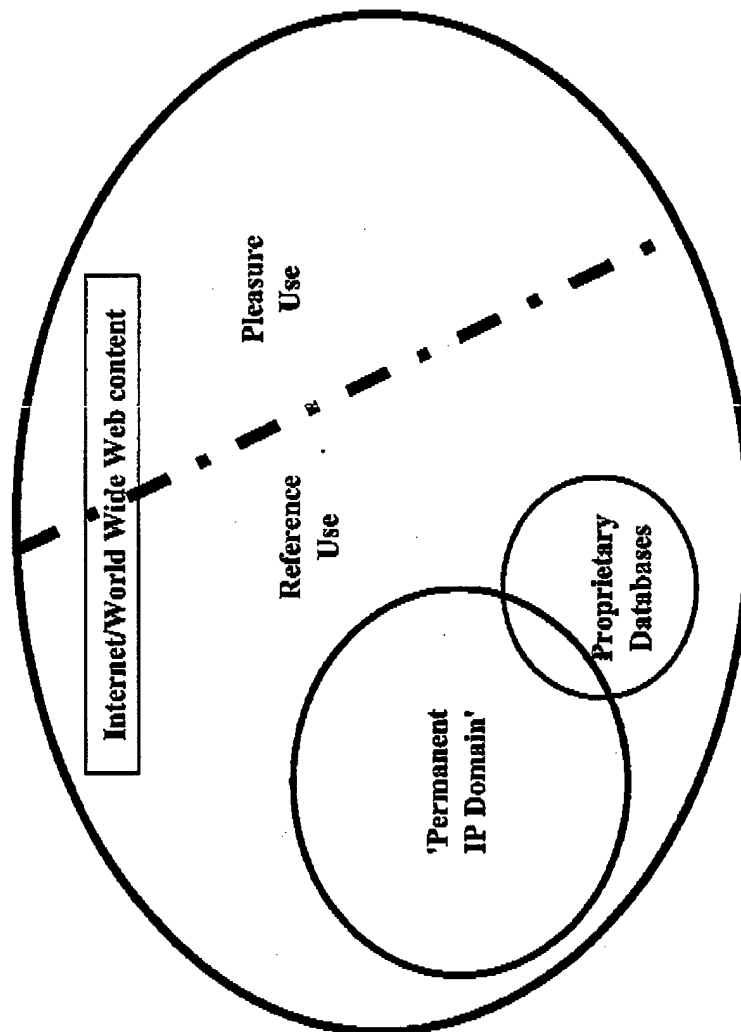 Internet/World Wide Web content
Pleasure
Use
Reference
Use
'Permanent
IP Domain'
Proprietary
Databases